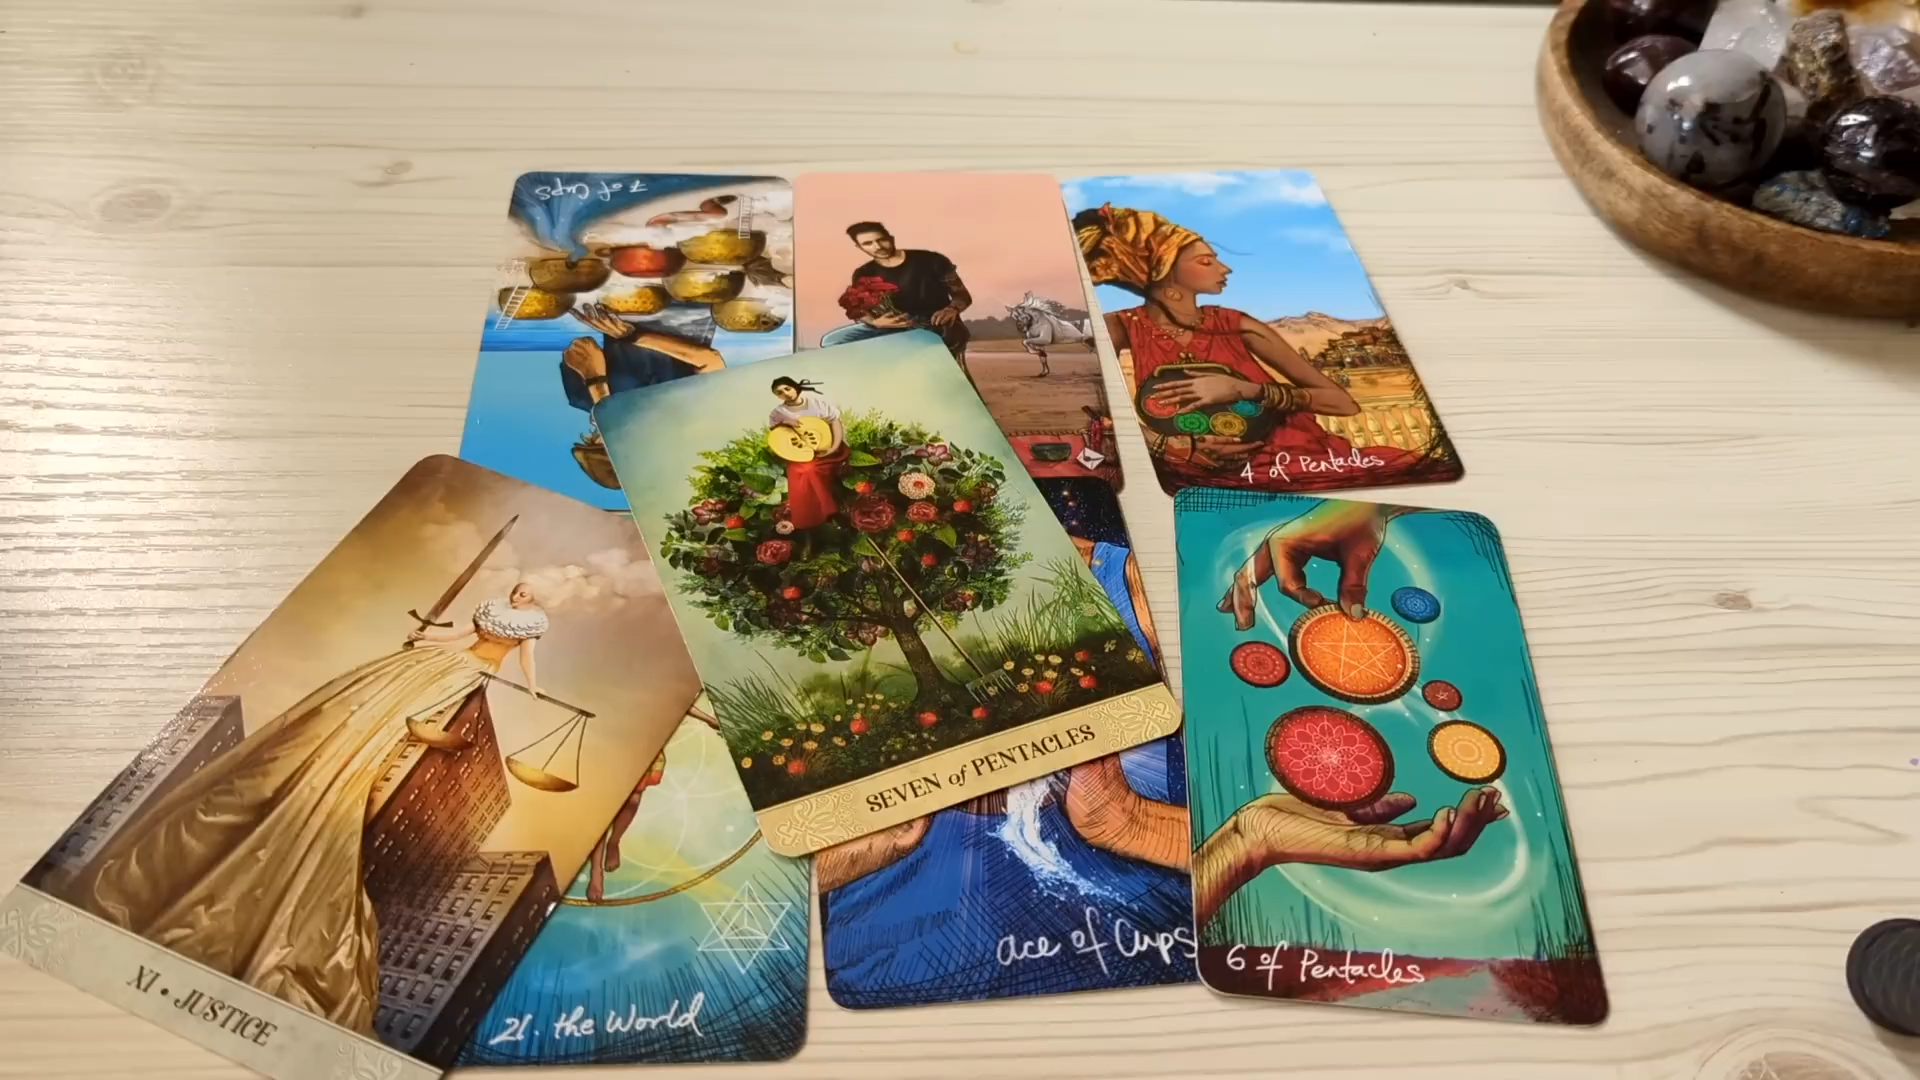 7 of Cups
4 of Pentacles
SEVEN of PENTACLES
ace of Cups
6 of Pentacles
XI • JUSTICE
21. the World